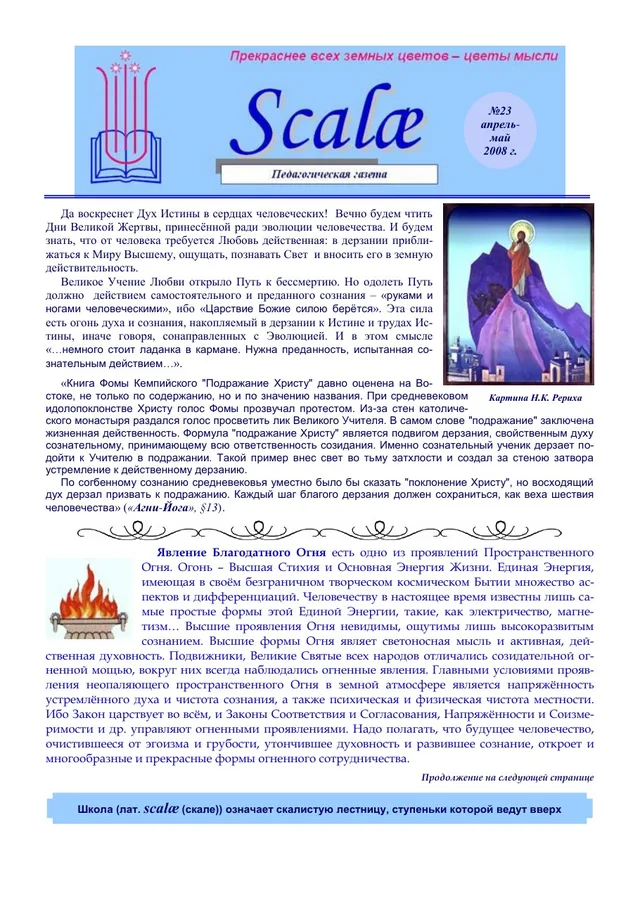 Прекраснее всех земных цветов – цветы мысли
Scalæ
№23
апрель-
май
2008 г.
Педагогическая газета
Да воскреснет Дух Истины в сердцах человеческих!  Вечно будем чтить
Дни Великой Жертвы, принесённой ради эволюции человечества. И будем
знать, что от человека требуется Любовь действенная: в дерзании прибли-
жаться к Миру Высшему, ощущать, познавать Свет  и вносить его в земную
действительность.
Великое Учение Любви открыло Путь к бессмертию. Но одолеть Путь
должно  действием самостоятельного и преданного сознания – «руками и
ногами человеческими», ибо «Царствие Божие силою берётся». Эта сила
есть огонь духа и сознания, накопляемый в дерзании к Истине и трудах Ис-
тины, иначе говоря, сонаправленных с Эволюцией. И в этом смысле
«…немного стоит ладанка в кармане. Нужна преданность, испытанная со-
знательным действием…».
Картина Н.К. Рериха
«Книга Фомы Кемпийского "Подражание Христу" давно оценена на Во-
стоке, не только по содержанию, но и по значению названия. При средневековом
идолопоклонстве Христу голос Фомы прозвучал протестом. Из-за стен католиче-
ского монастыря раздался голос просветить лик Великого Учителя. В самом слове "подражание" заключена
жизненная действенность. Формула "подражание Христу" является подвигом дерзания, свойственным духу
сознательному, принимающему всю ответственность созидания. Именно сознательный ученик дерзает по-
дойти к Учителю в подражании. Такой пример внес свет во тьму затхлости и создал за стеною затвора
устремление к действенному дерзанию.
По согбенному сознанию средневековья уместно было бы сказать "поклонение Христу", но восходящий
дух дерзал призвать к подражанию. Каждый шаг благого дерзания должен сохраниться, как веха шествия
человечества» («Агни-Йога», §13).
Явление Благодатного Огня есть одно из проявлений Пространственного
Огня. Огонь – Высшая Стихия и Основная Энергия Жизни. Единая Энергия,
имеющая в своём безграничном творческом космическом Бытии множество ас-
пектов и дифференциаций. Человечеству в настоящее время известны лишь са-
мые простые формы этой Единой Энергии, такие, как электричество, магне-
тизм… Высшие проявления Огня невидимы, ощутимы лишь высокоразвитым
сознанием. Высшие формы Огня являет светоносная мысль и активная, дей-
ственная духовность. Подвижники, Великие Святые всех народов отличались созидательной ог-
ненной мощью, вокруг них всегда наблюдались огненные явления. Главными условиями прояв-
ления неопаляющего пространственного Огня в земной атмосфере является напряжённость
устремлённого духа и чистота сознания, а также психическая и физическая чистота местности.
Ибо Закон царствует во всём, и Законы Соответствия и Согласования, Напряжённости и Соизме-
римости и др. управляют огненными проявлениями. Надо полагать, что будущее человечество,
очистившееся от эгоизма и грубости, утончившее духовность и развившее сознание, откроет и
многообразные и прекрасные формы огненного сотрудничества.
Продолжение на следующей странице
Школа (лат. scalæ (скале)) означает скалистую лестницу, ступеньки которой ведут вверх